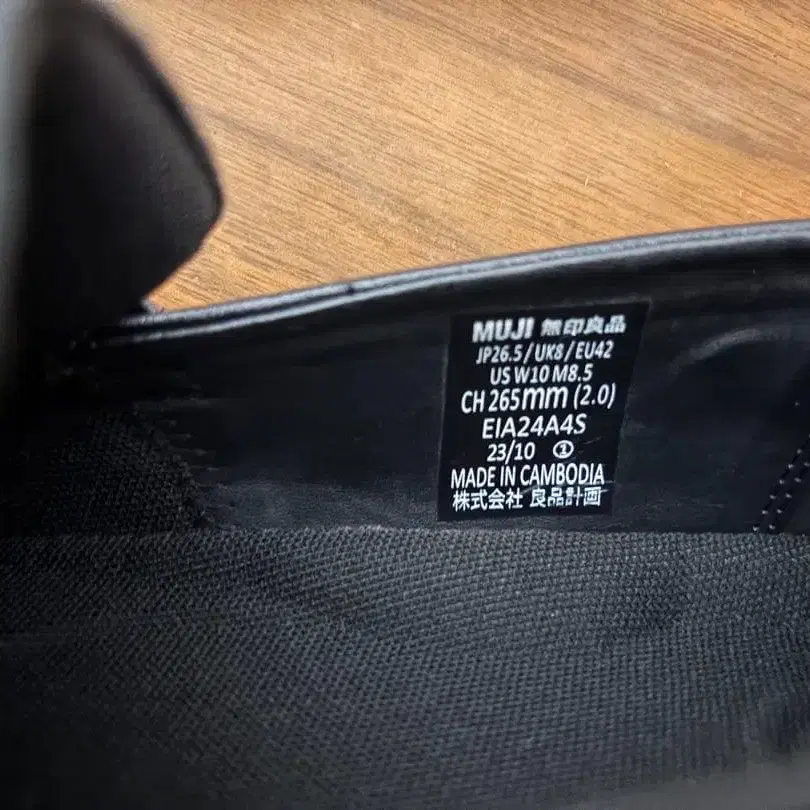 MUJI 無印良品
JP26.5/UK8/EU42
US W10 M8.5
CH 265mm (2.0)
EIA24A4S
23/10 ①
MADE IN CAMBODIA
株式会社 良品計画